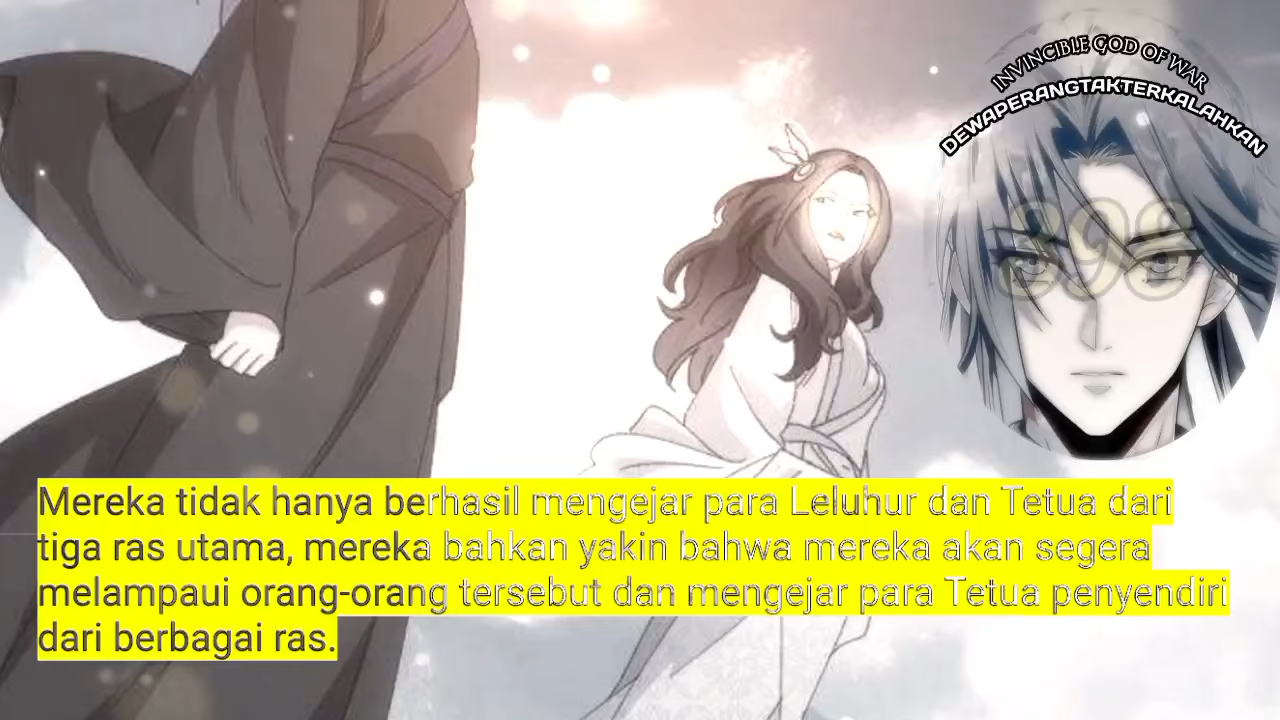 INVINCIBLE GOD OF WAR
DEWAPERANGTAKTERKALAHKAN
398
Mereka tidak hanya berhasil mengejar para Leluhur dan Tetua dari
tiga ras utama, mereka bahkan yakin bahwa mereka akan segera
melampaui orang-orang tersebut dan mengejar para Tetua penyendiri
dari berbagai ras.